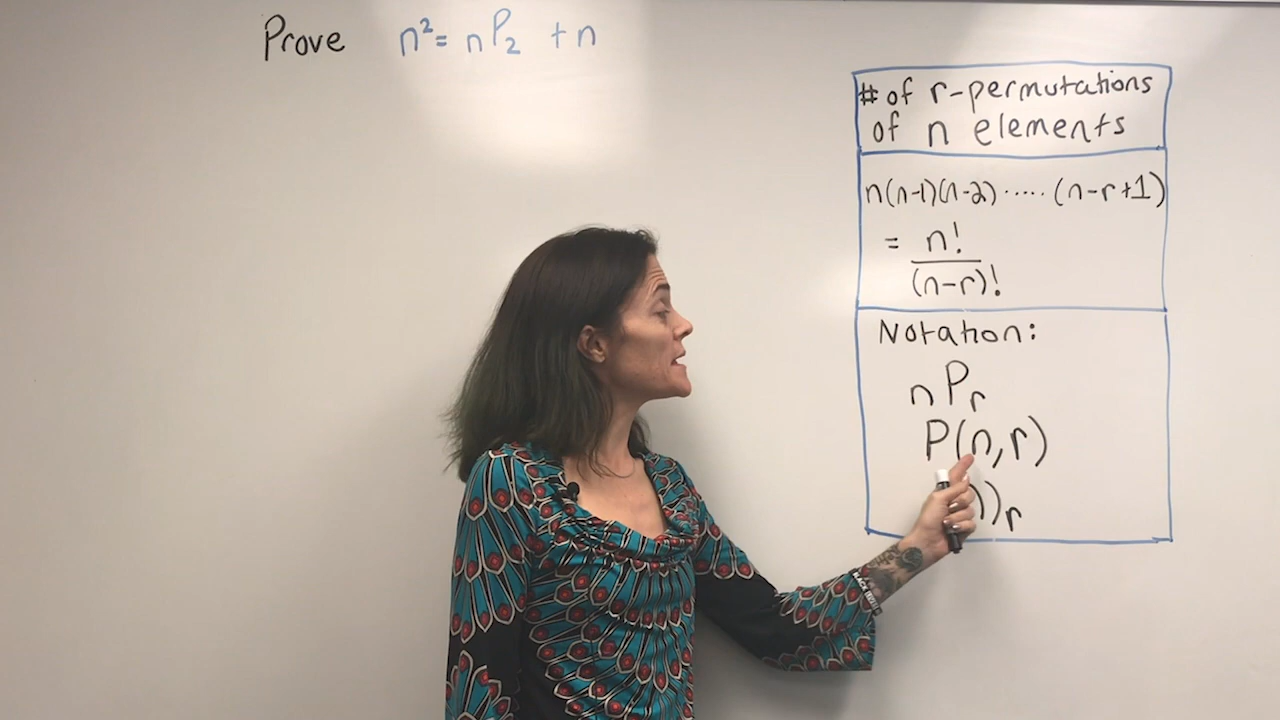 Prove n²= nP₂ + n
# of r-permutations
of n elements
n(n-1)(n-2) ..... (n-r+1)
= n!
(n-r)!
Notation:
nPᵣ
P(n,r)
)ᵣ